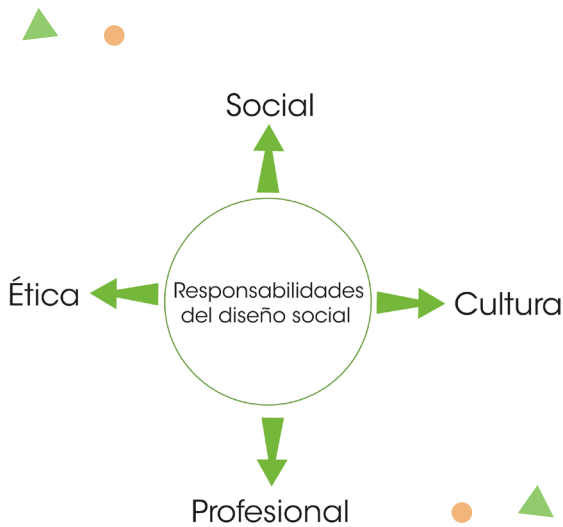 Social
Ética
Responsabilidades
del diseño social
Cultura
Profesional